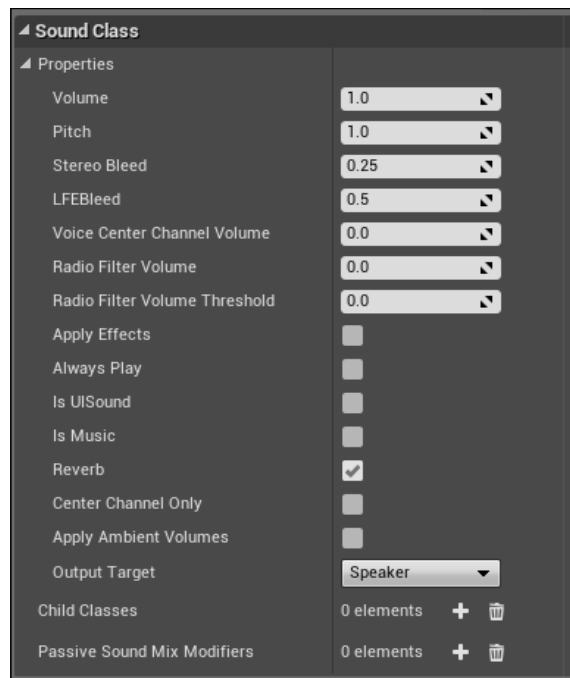 Sound Class
Properties
Volume 1.0
Pitch 1.0
Stereo Bleed 0.25
LFEBleed 0.5
Voice Center Channel Volume 0.0
Radio Filter Volume 0.0
Radio Filter Volume Threshold 0.0
Apply Effects
Always Play
Is UISound
Is Music
Reverb
Center Channel Only
Apply Ambient Volumes
Output Target Speaker
Child Classes 0 elements
Passive Sound Mix Modifiers 0 elements